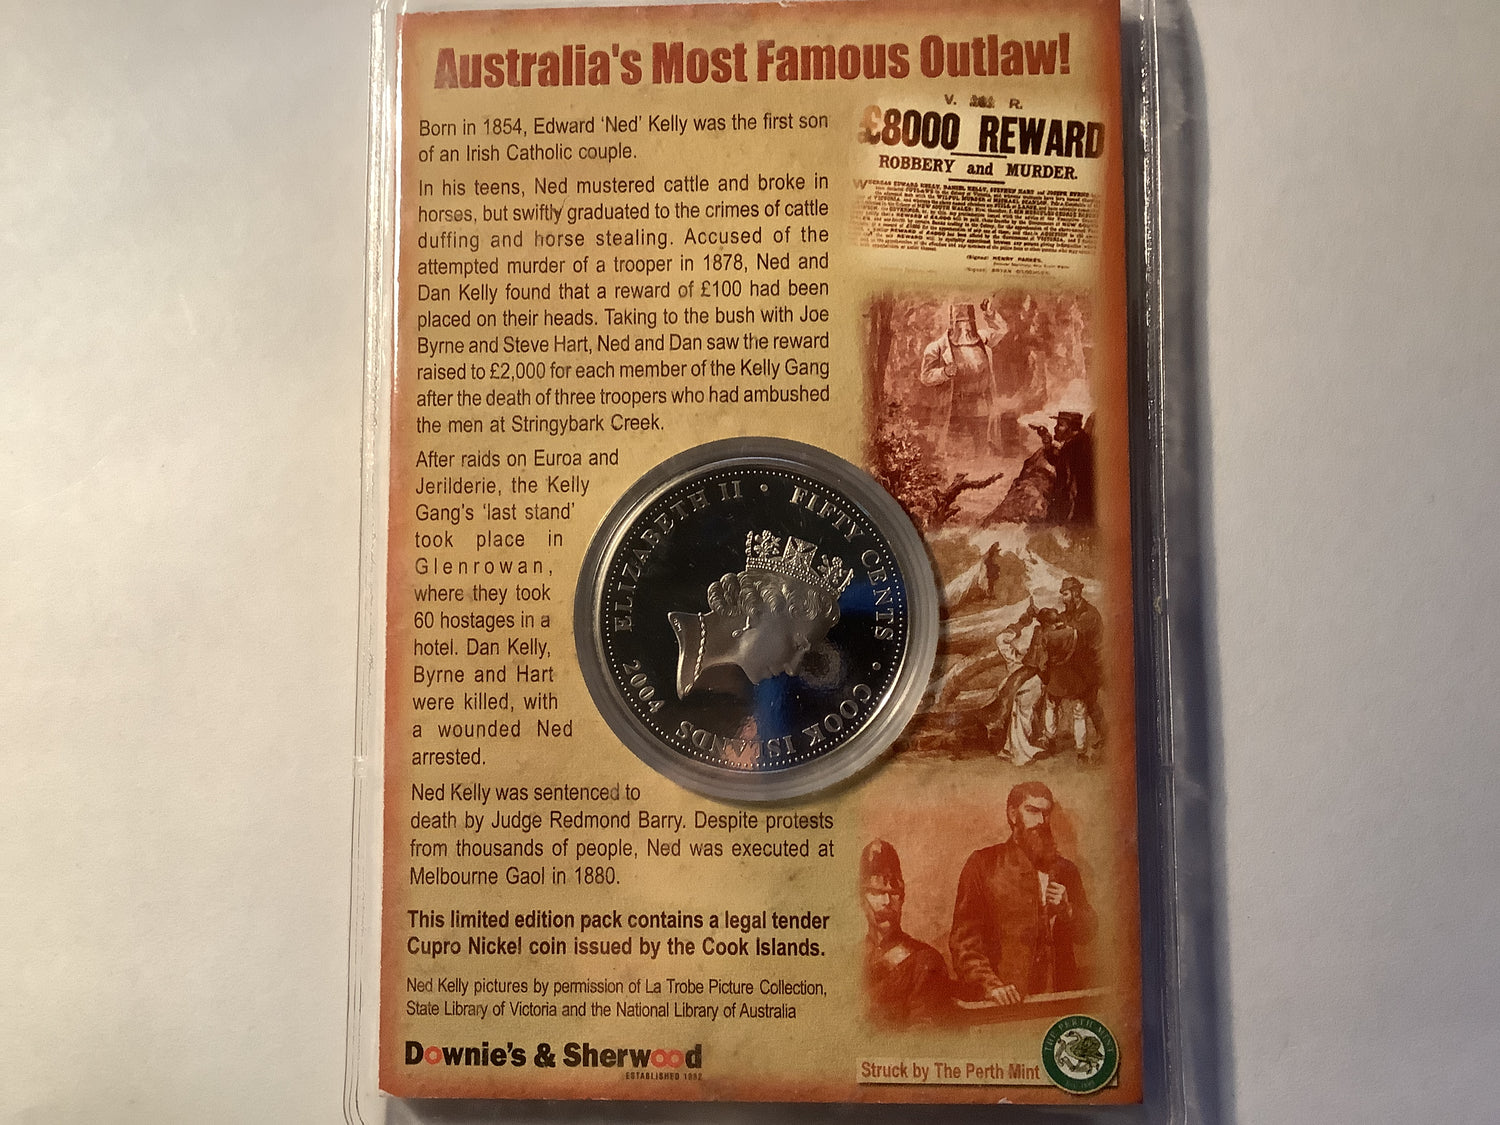 Australia's Most Famous Outlaw!
Born in 1854, Edward ‘Ned’ Kelly was the first son
of an Irish Catholic couple.
In his teens, Ned mustered cattle and broke in
horses, but swiftly graduated to the crimes of cattle
duffing and horse stealing. Accused of the
attempted murder of a trooper in 1878, Ned and
Dan Kelly found that a reward of £100 had been
placed on their heads. Taking to the bush with Joe
Byrne and Steve Hart, Ned and Dan saw the reward
raised to £2,000 for each member of the Kelly Gang
after the death of three troopers who had ambushed
the men at Stringybark Creek.
After raids on Euroa and
Jerilderie, the Kelly
Gang's ‘last stand’
took place in
Glenrowan,
where they took
60 hostages in a
hotel. Dan Kelly,
Byrne and Hart
were killed, with
a wounded Ned
arrested.
Ned Kelly was sentenced to
death by Judge Redmond Barry. Despite protests
from thousands of people, Ned was executed at
Melbourne Gaol in 1880.
This limited edition pack contains a legal tender
Cupro Nickel coin issued by the Cook Islands.
Ned Kelly pictures by permission of La Trobe Picture Collection,
State Library of Victoria and the National Library of Australia
Downie's & Sherwood
ESTABLISHED 1882
V. R.
£8000 REWARD
ROBBERY and MURDER.
(Signed) HENRY PARKES,
ELIZABETH II • FIFTY CENTS • COOK ISLANDS
2004
Struck by The Perth Mint
THE PERTH MINT